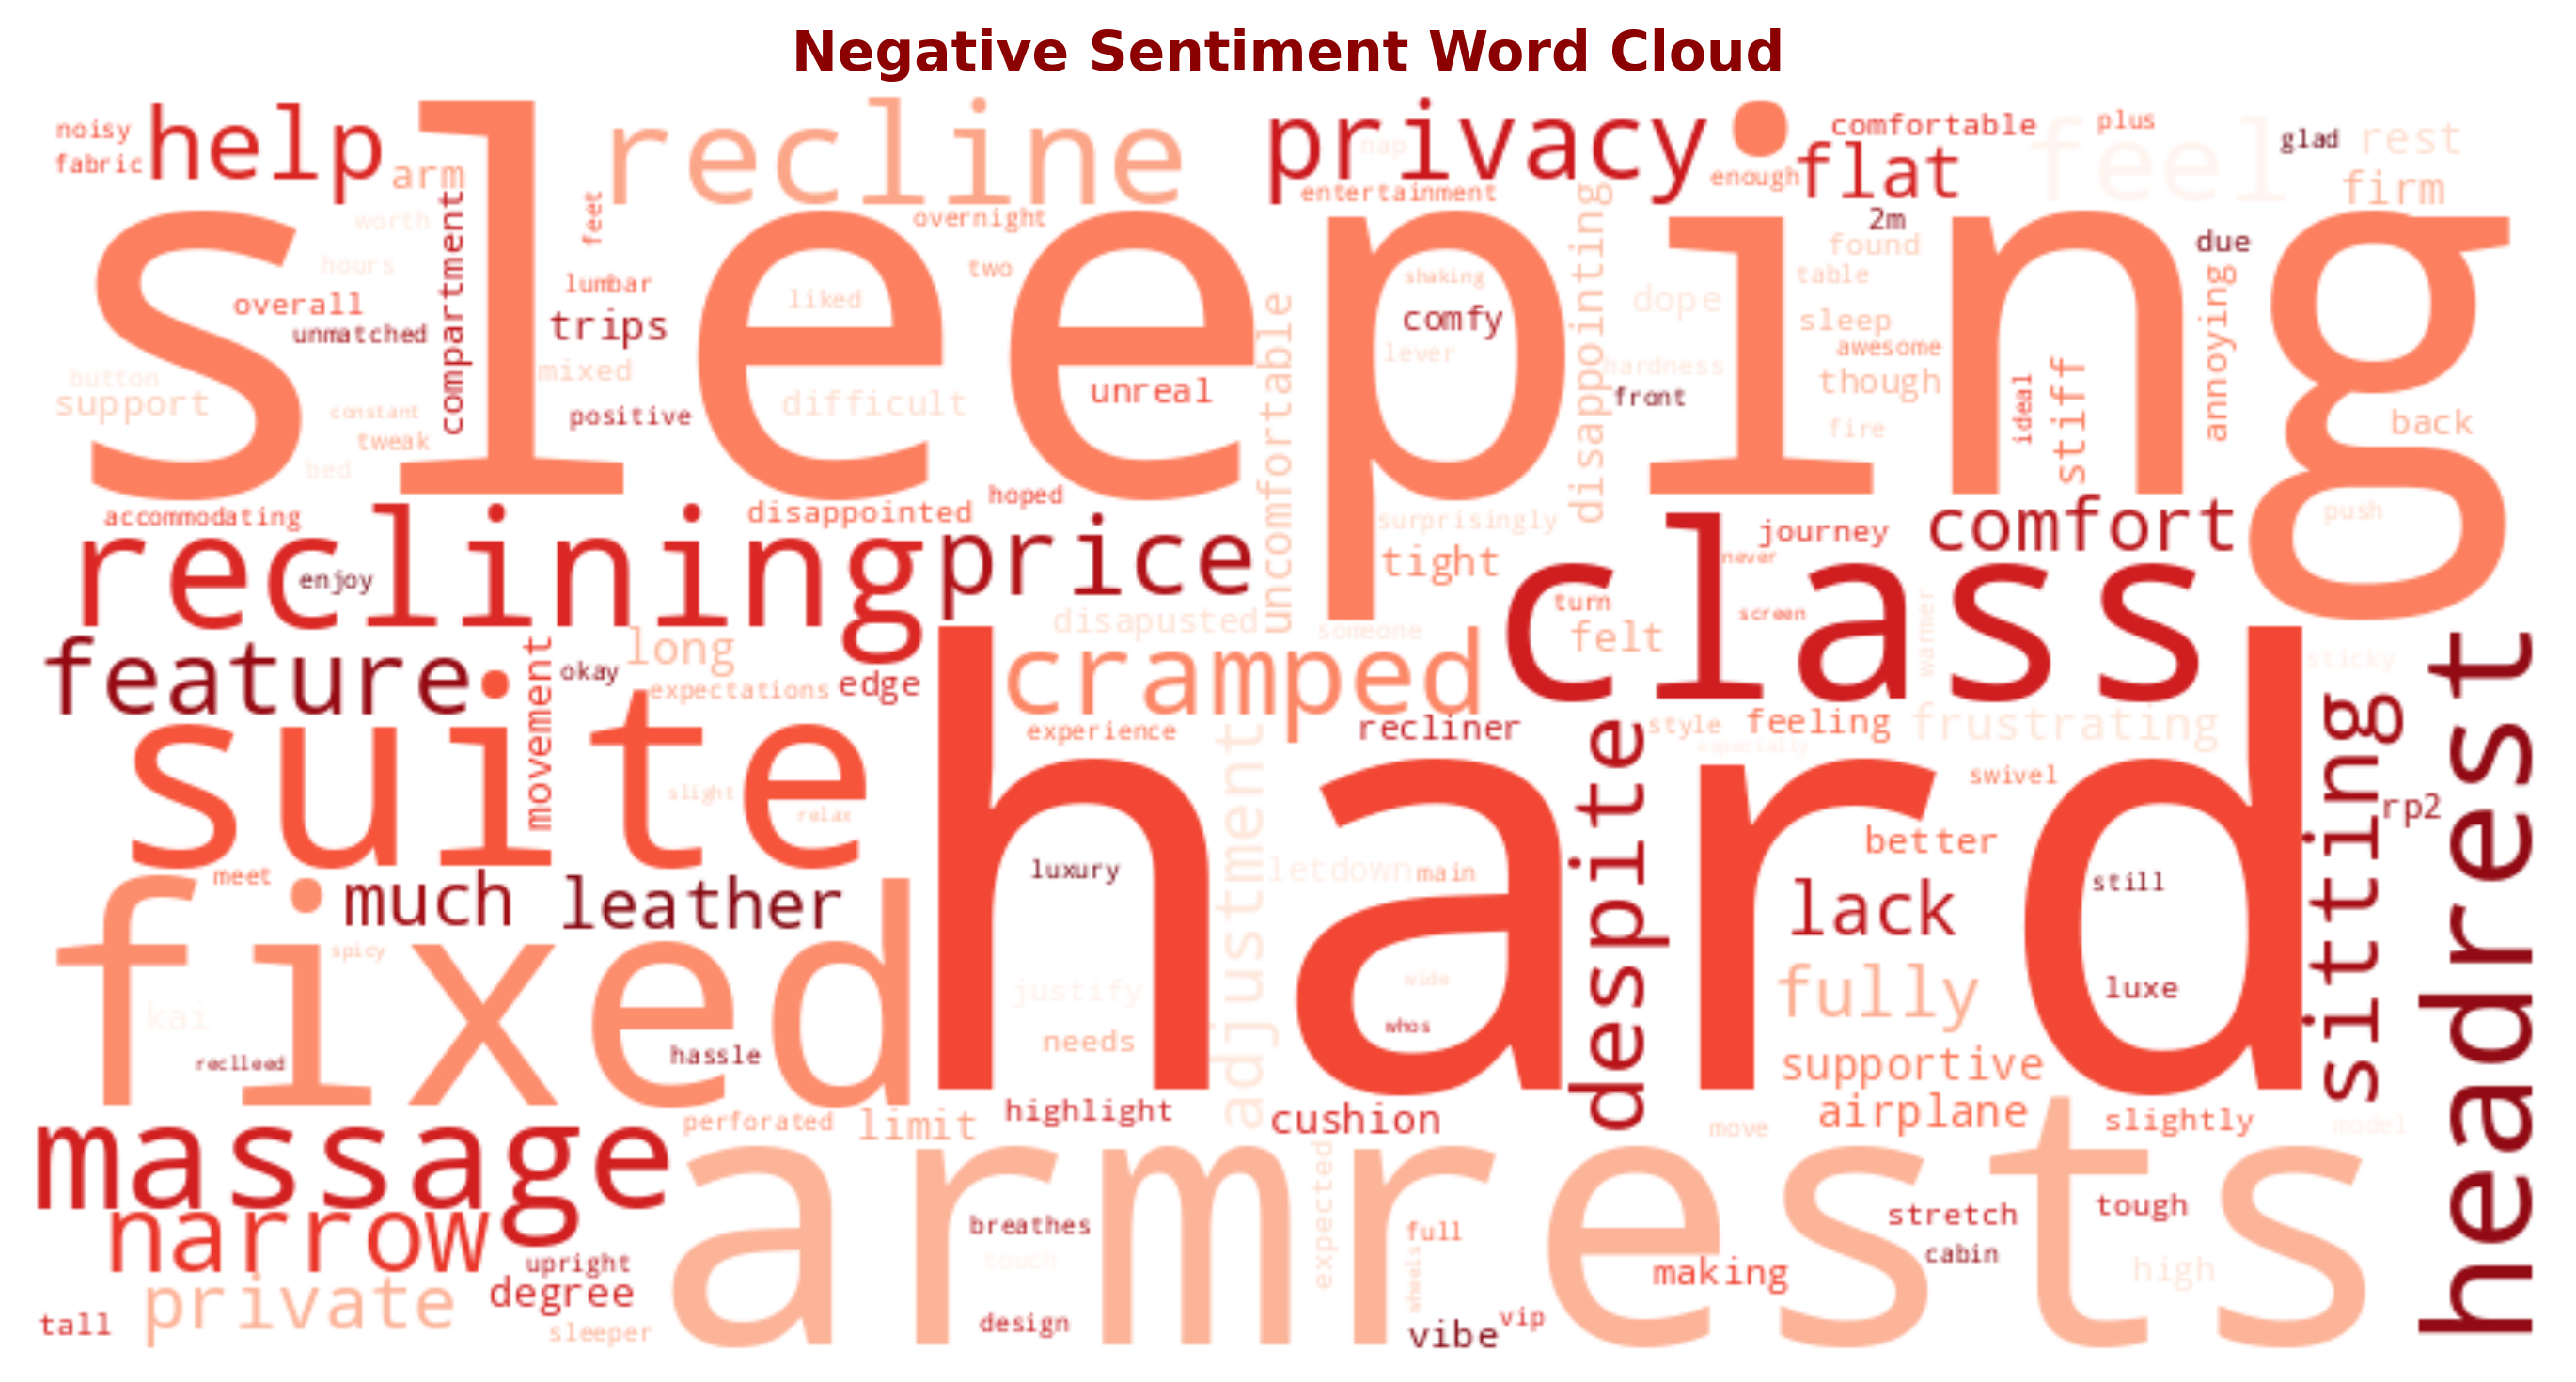 Negative Sentiment Word Cloud
noisy
fabric
help
arm
recline
privacy
nap
entertainment
enough
comfortable
flat
plus
feel
glad
rest
firm
sleeping
worth
hours
overall
unmatched
compartment
feet
lumbar
trips
mixed
positive
overnight
two
liked
difficult
unreal
uncomfortable
shaking
comfy
lever
disappointing
dope
hardness
front
2m
found
table
sleep
awesome
though
fire
ideal
stiff
due
annoying
back
push
button
support
constant
tweak
bed
accommodating
disappointed
hoped
reclining
enjoy
price
surprisingly
tight
disapusted
someone
class
journey
never
turn
felt
screen
warmer
comfort
feature
movement
okay
long
expectations
edge
cramped
experience
recliner
style
feeling
especially
frustrating
sticky
suite
slight
relax
hard
adjustment
despite
swivel
better
sitting
rp2
headrest
meet
much
leather
luxury
letdown
main
lack
still
fixed
spicy
kai
reclleed
hassle
justify
needs
wide
whos
fully
luxe
supportive
airplane
slightly
model
perforated
limit
highlight
cushion
move
massage
armrests
narrow
upright
degree
private
sleeper
tall
breathes
touch
design
expected
full
wheels
vibe
vip
making
stretch
cabin
tough
high